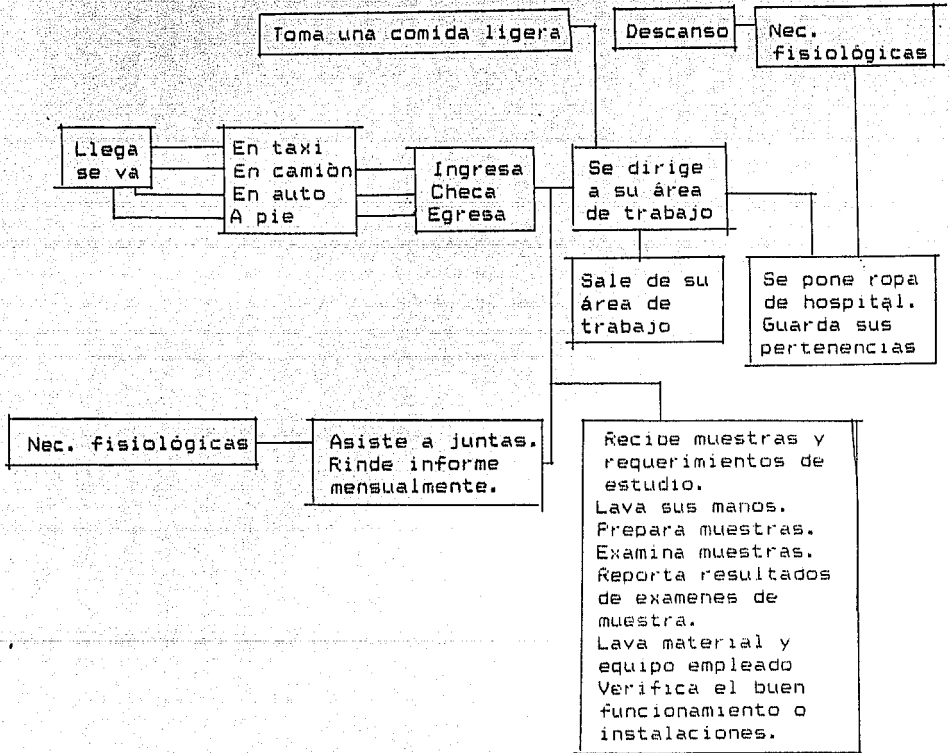 Toma una comida ligera
Descanso
Nec.
fisiológicas
Llega
se va
En taxi
En camión
En auto
A pie
Ingresa
Checa
Egresa
Se dirige
a su área
de trabajo
Sale de su
área de
trabajo
Se pone ropa
de hospital.
Guarda sus
pertenencias
Nec. fisiológicas
Asiste a juntas.
Rinde informe
mensualmente.
Recibe muestras y
requerimientos de
estudio.
Lava sus manos.
Prepara muestras.
Examina muestras.
Reporta resultados
de examenes de
muestra.
Lava material y
equipo empleado
Verifica el buen
funcionamiento o
instalaciones.